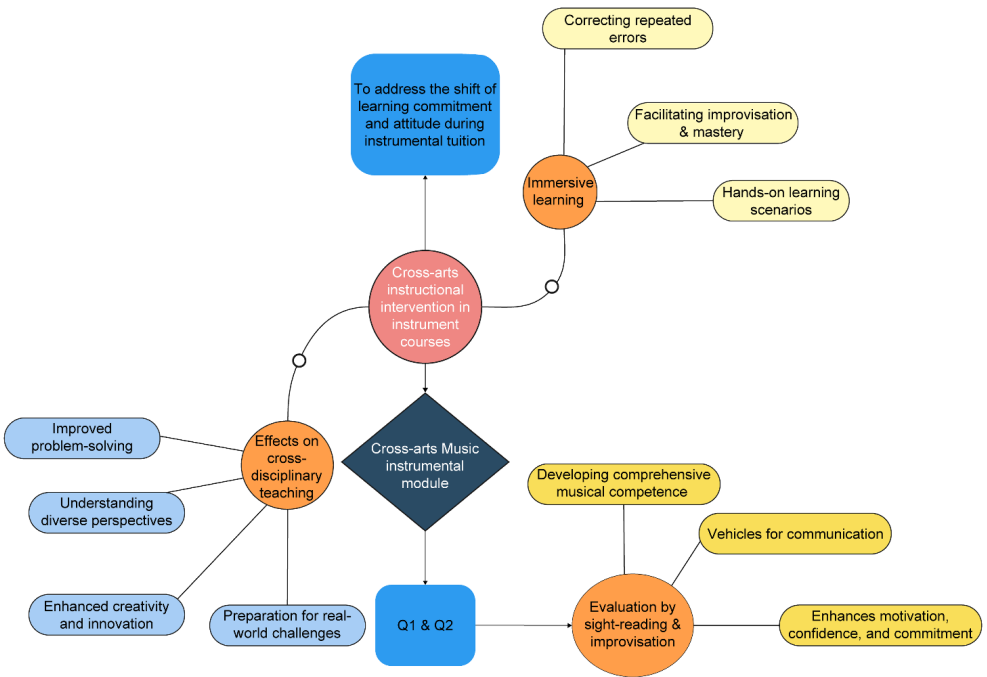 Correcting repeated
errors
To address the shift of
learning commitment
and attitude during
instrumental tuition
Facilitating improvisation
& mastery
Immersive
learning
Hands-on learning
scenarios
Cross-arts
instructional
intervention in
instrument
courses
Improved
problem-solving
Effects on
cross-
disciplinary
teaching
Cross-arts Music
instrumental
module
Understanding
diverse perspectives
Developing comprehensive
musical competence
Vehicles for communication
Enhanced creativity
and innovation
Preparation for real-
world challenges
Q1 & Q2
Evaluation by
sight-reading &
improvisation
Enhances motivation,
confidence, and commitment